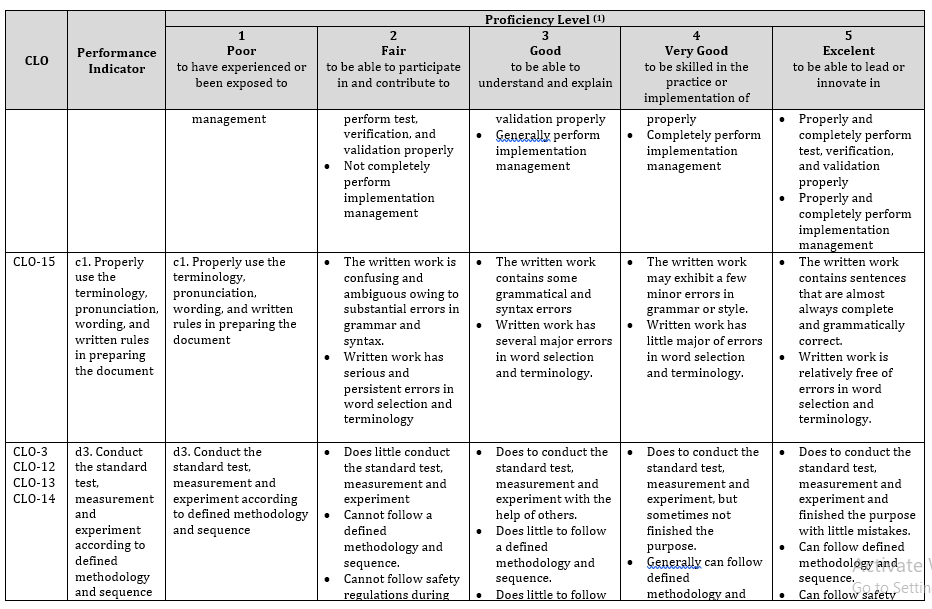 CLO
Performance
Indicator
Proficiency Level (1)
1
Poor
to have experienced or
been exposed to
2
Fair
to be able to participate
in and contribute to
3
Good
to be able to
understand and explain
4
Very Good
to be skilled in the
practice or
implementation of
5
Excelent
to be able to lead or
innovate in
management
perform test,
verification, and
validation properly
• Not completely
perform
implementation
management
validation properly
• Generally perform
implementation
management
properly
• Completely perform
implementation
management
• Properly and
completely perform
test, verification,
and validation
properly
• Properly and
completely perform
implementation
management
CLO-15
c1. Properly
use the
terminology,
pronunciation,
wording, and
written rules
in preparing
the document
c1. Properly use the
terminology,
pronunciation,
wording, and written
rules in preparing the
document
• The written work is
confusing and
ambiguous owing to
substantial errors in
grammar and
syntax.
• Written work has
serious and
persistent errors in
word selection and
terminology
• The written work
contains some
grammatical and
syntax errors
• Written work has
several major errors
in word selection
and terminology.
• The written work
may exhibit a few
minor errors in
grammar or style.
• Written work has
little major of errors
in word selection
and terminology.
• The written work
contains sentences
that are almost
always complete
and grammatically
correct.
• Written work is
relatively free of
errors in word
selection and
terminology.
CLO-3
CLO-12
CLO-13
CLO-14
d3. Conduct
the standard
test,
measurement
and
experiment
according to
defined
methodology
and sequence
d3. Conduct the
standard test,
measurement and
experiment according
to defined methodology
and sequence
• Does little conduct
the standard test,
measurement and
experiment
• Cannot follow a
defined
methodology and
sequence.
• Cannot follow safety
regulations during
• Does to conduct the
standard test,
measurement and
experiment with the
help of others.
• Does little to follow
a defined
methodology and
sequence.
• Does little to follow
• Does to conduct the
standard test,
measurement and
experiment, but
sometimes not
finished the
purpose.
• Generally can follow
defined
methodology and
• Does to conduct the
standard test,
measurement and
experiment and
finished the purpose
with little mistakes.
• Can follow defined
methodology and
sequence.
• Can follow safety
Activate
Go to Settin